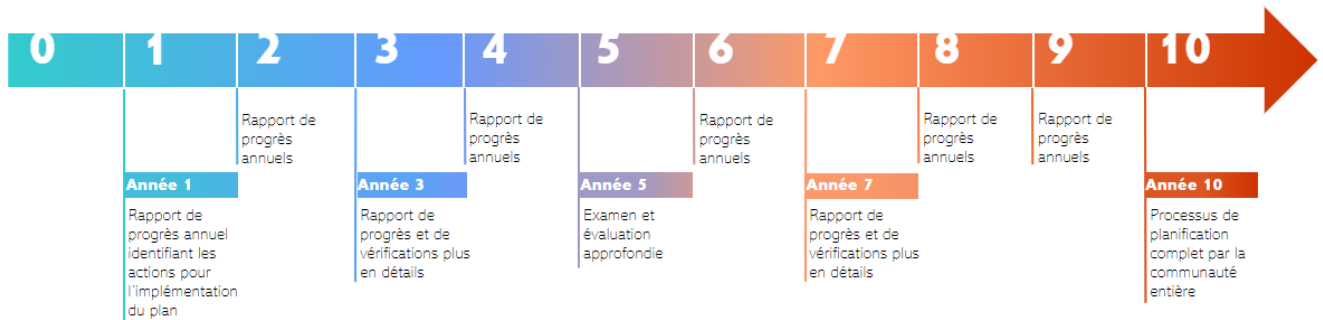 0 1 2 3 4 5 6 7 8 9 10
Rapport de
progrès
annuels
Rapport de
progrès
annuels
Rapport de
progrès
annuels
Rapport de
progrès
annuels
Rapport de
progrès
annuels
Année 1
Rapport de
progrès annuel
identifiant les
actions pour
l'implémentation
du plan
Année 3
Rapport de
progrès et de
vérifications plus
en détails
Année 5
Examen et
évaluation
approfondie
Année 7
Rapport de
progrès et de
vérifications plus
en détails
Année 10
Processus de
planification
complet par la
communauté
entière